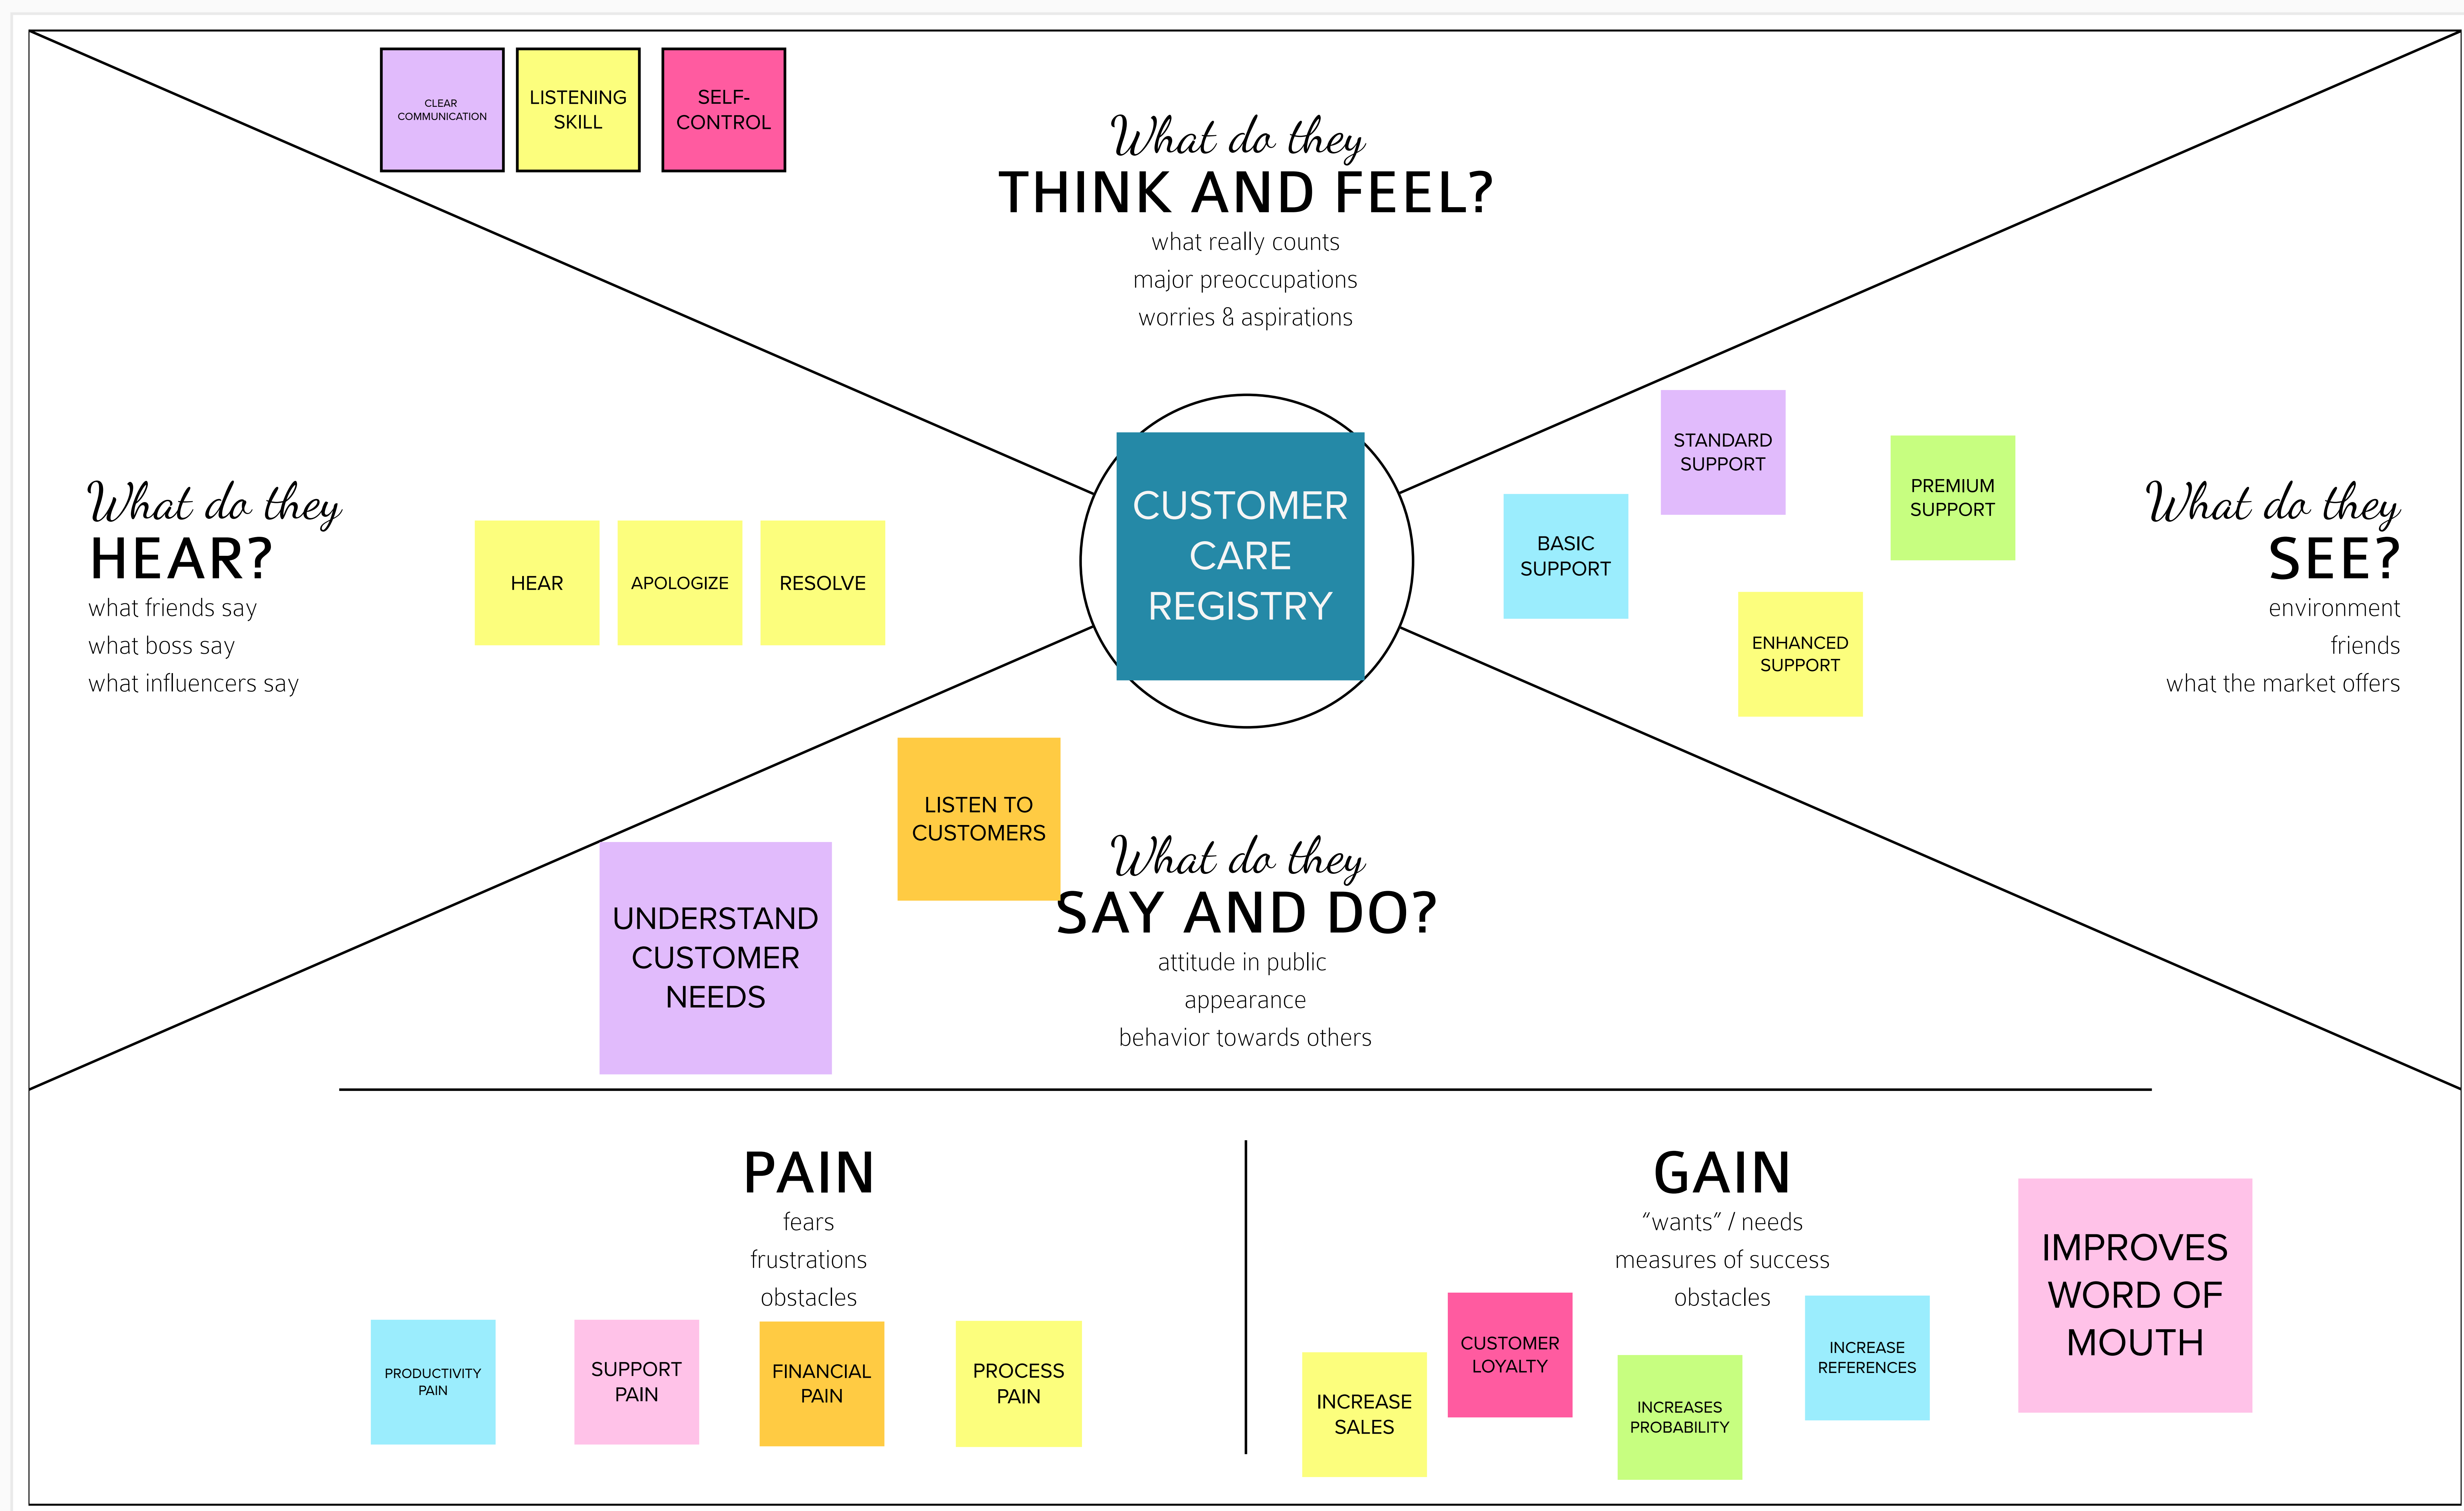 CLEAR
COMMUNICATION
LISTENING
SKILL
SELF-
CONTROL
What do they
THINK AND FEEL?
what really counts
major preoccupations
worries & aspirations
What do they
HEAR?
what friends say
what boss say
what influencers say
HEAR
APOLOGIZE
RESOLVE
CUSTOMER
CARE
REGISTRY
STANDARD
SUPPORT
PREMIUM
SUPPORT
BASIC
SUPPORT
ENHANCED
SUPPORT
What do they
SEE?
environment
friends
what the market offers
LISTEN TO
CUSTOMERS
UNDERSTAND
CUSTOMER
NEEDS
What do they
SAY AND DO?
attitude in public
appearance
behavior towards others
PAIN
fears
frustrations
obstacles
PRODUCTIVITY
PAIN
SUPPORT
PAIN
FINANCIAL
PAIN
PROCESS
PAIN
GAIN
“wants” / needs
measures of success
obstacles
INCREASE
SALES
CUSTOMER
LOYALTY
INCREASES
PROBABILITY
INCREASE
REFERENCES
IMPROVES
WORD OF
MOUTH